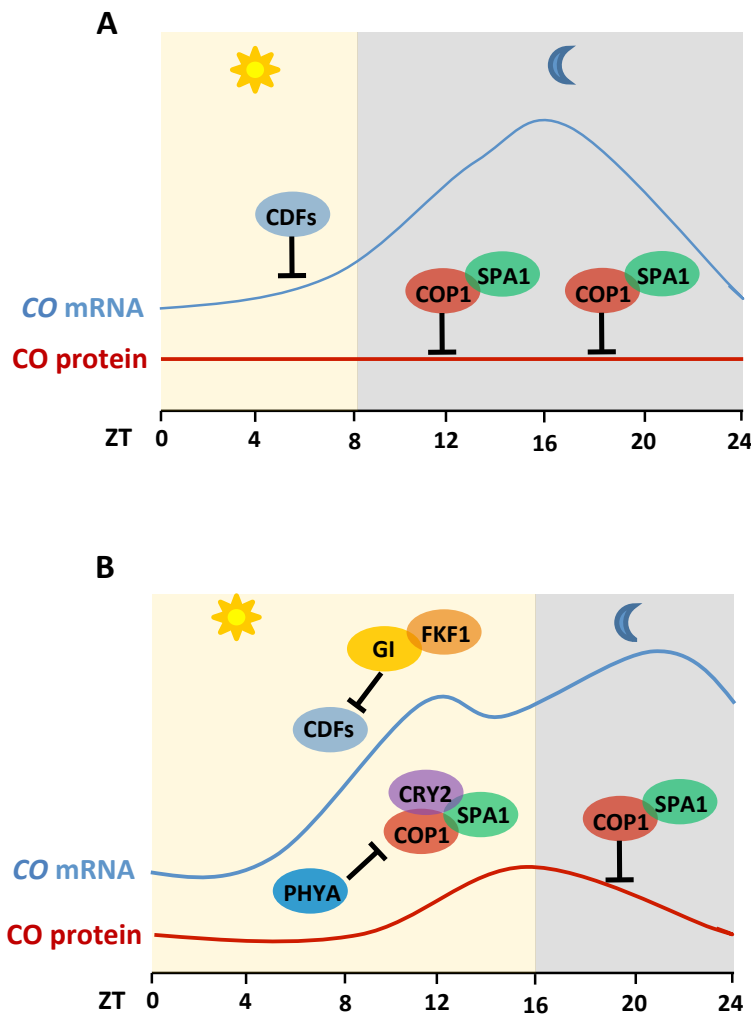 A
CDFs
SPA1
SPA1
COP1
COP1
CO mRNA
CO protein
ZT 0 4 8 12 16 20 24
B
FKF1
GI
CDFs
CRY2
SPA1
SPA1
COP1
COP1
CO mRNA
PHYA
CO protein
ZT 0 4 8 12 16 20 24